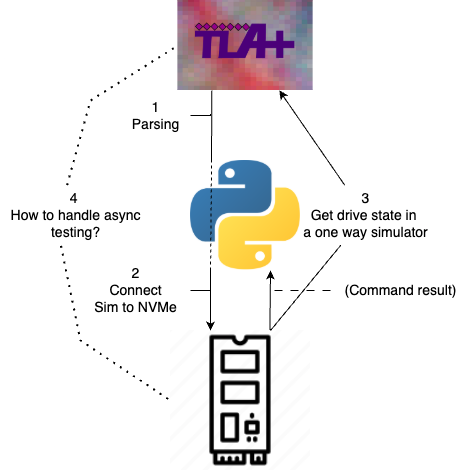 TLA+
1
Parsing
4
How to handle async
testing?
3
Get drive state in
a one way simulator
2
Connect
Sim to NVMe
(Command result)